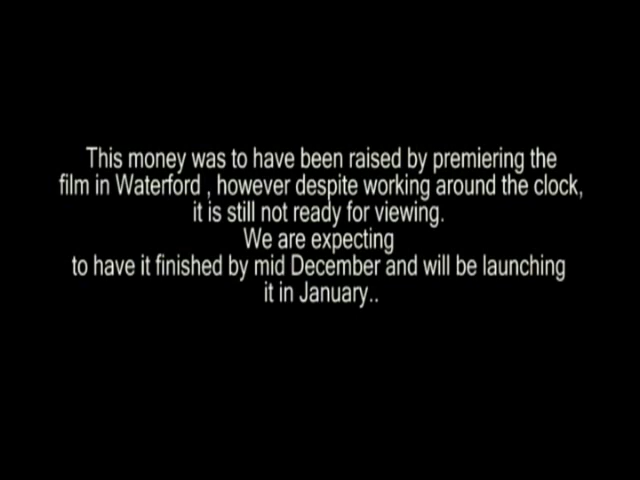 This money was to have been raised by premiering the
film in Waterford , however despite working around the clock,
it is still not ready for viewing.
We are expecting
to have it finished by mid December and will be launching
it in January..